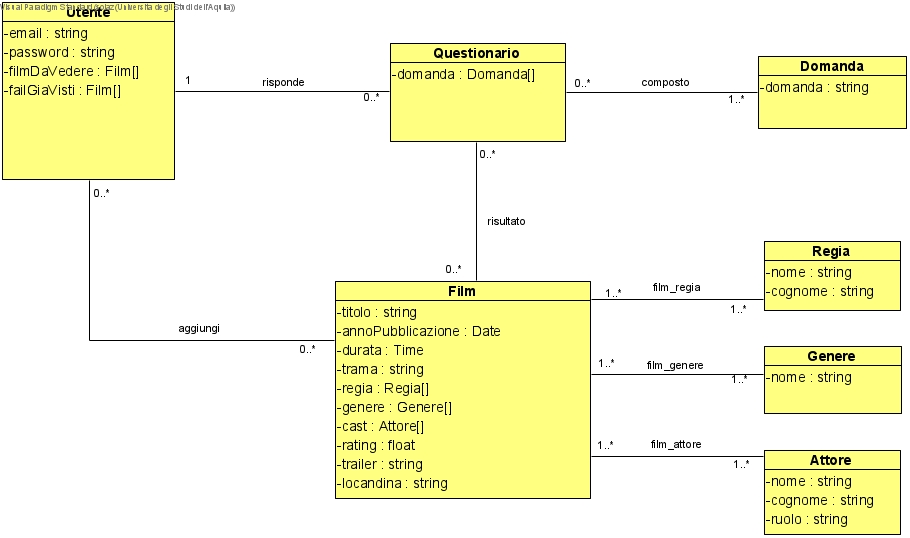 Visual Paradigm Standard(aolaz(Università degli Studi dell'Aquila))
Utente
-email : string
-password : string
-filmDaVedere : Film[]
-failGiaVisti : Film[]
1
risponde
0..*
Questionario
-domanda : Domanda[]
0..*
composto
1..*
Domanda
-domanda : string
0..*
0..*
risultato
0..*
aggiungi
0..*
Film
-titolo : string
-annoPubblicazione : Date
-durata : Time
-trama : string
-regia : Regia[]
-genere : Genere[]
-cast : Attore[]
-rating : float
-trailer : string
-locandina : string
1..*
film_regia
1..*
Regia
-nome : string
-cognome : string
1..*
film_genere
1..*
Genere
-nome : string
1..*
film_attore
1..*
Attore
-nome : string
-cognome : string
-ruolo : string